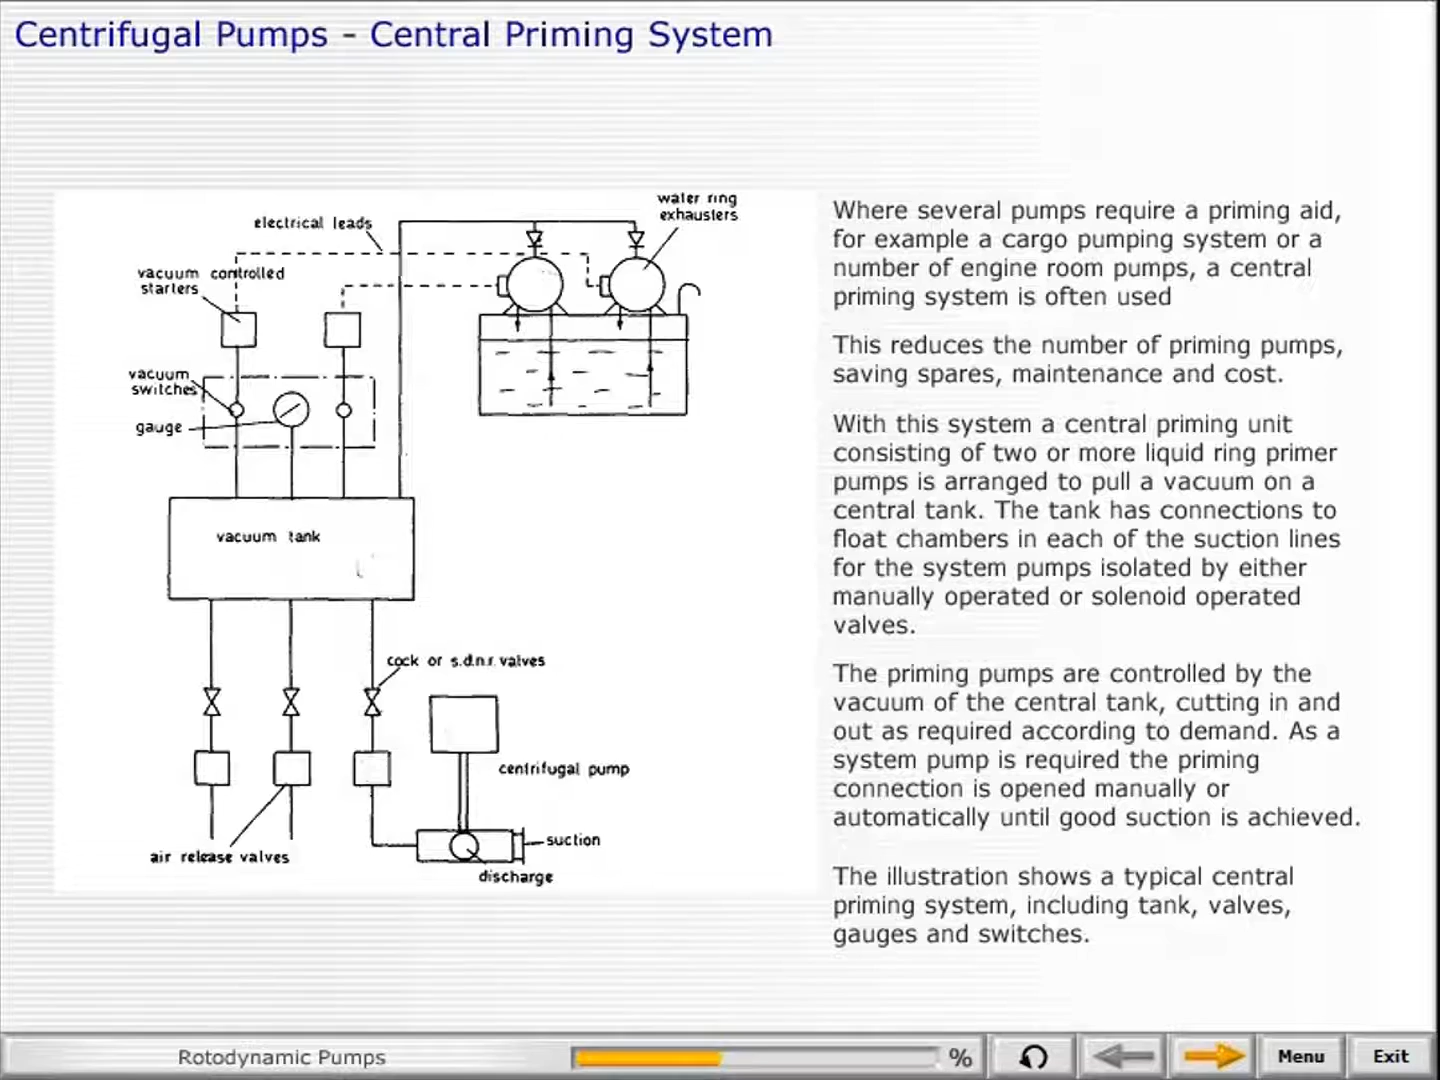 Centrifugal Pumps - Central Priming System
water ring
exhausters
electrical leads
vacuum controlled
starters
vacuum
switches
gauge
vacuum tank
cock or s.d.n.r. valves
centrifugal pump
suction
air release valves
discharge
Where several pumps require a priming aid,
for example a cargo pumping system or a
number of engine room pumps, a central
priming system is often used
This reduces the number of priming pumps,
saving spares, maintenance and cost.
With this system a central priming unit
consisting of two or more liquid ring primer
pumps is arranged to pull a vacuum on a
central tank. The tank has connections to
float chambers in each of the suction lines
for the system pumps isolated by either
manually operated or solenoid operated
valves.
The priming pumps are controlled by the
vacuum of the central tank, cutting in and
out as required according to demand. As a
system pump is required the priming
connection is opened manually or
automatically until good suction is achieved.
The illustration shows a typical central
priming system, including tank, valves,
gauges and switches.
Rotodynamic Pumps
%
Menu
Exit